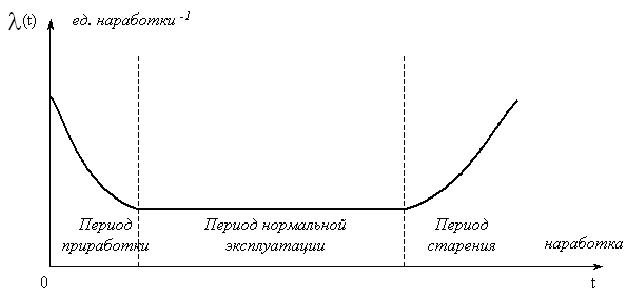 λ(t) ед. наработки -1
Период приработки
Период нормальной эксплуатации
Период старения
наработка
0 t